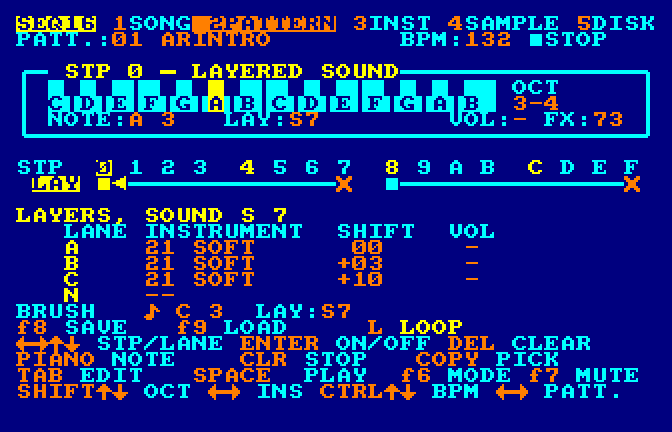 SEQ16 1SONG 2PATTERN 3INST 4SAMPLE 5DISK
PATT.:01 ARINTRO BPM:132 ■STOP
STP 0 — LAYERED SOUND
OCT
C D E F G A B C D E F G A B 3-4
NOTE:A 3 LAY:S7 VOL:- FX:73
STP 0 1 2 3 4 5 6 7 8 9 A B C D E F
LAY
LAYERS, SOUND S 7
LANE INSTRUMENT SHIFT VOL
A 21 SOFT 00 -
B 21 SOFT +03 -
C 21 SOFT +10 -
N --
BRUSH ♪ C 3 LAY:S7
f8 SAVE f9 LOAD L LOOP
↔↑↓ STP/LANE ENTER ON/OFF DEL CLEAR
PIANO NOTE CLR STOP COPY PICK
TAB EDIT SPACE PLAY f6 MODE f7 MUTE
SHIFT↑↓ OCT ↔ INS CTRL↑↓ BPM ↔ PATT.